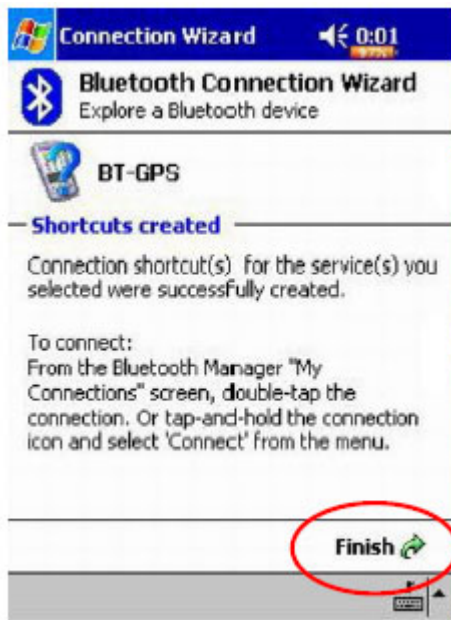 Connection Wizard 0:01
97%
Bluetooth Connection Wizard
Explore a Bluetooth device
BT-GPS
Shortcuts created
Connection shortcut(s) for the service(s) you
selected were successfully created.
To connect:
From the Bluetooth Manager "My
Connections" screen, double-tap the
connection. Or tap-and-hold the connection
icon and select 'Connect' from the menu.
Finish